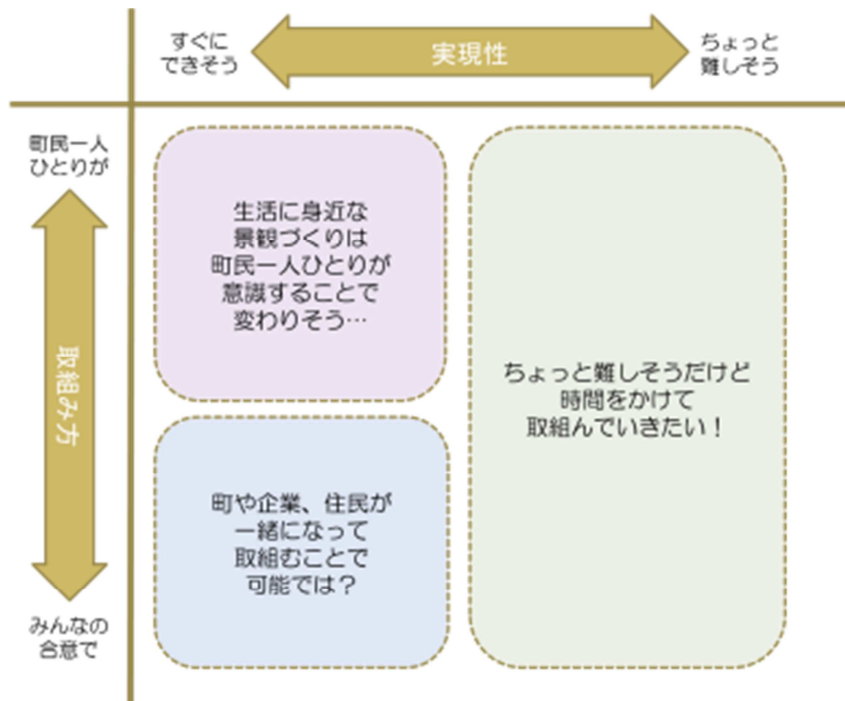 すぐに
できそう
実現性
ちょっと
難しそう
町民一人
ひとりが
取組み方
みんなの
合意で
生活に身近な
景観づくりは
町民一人ひとりが
意識することで
変わりそう…
町や企業、住民が
一緒になって
取組むことで
可能では？
ちょっと難しそうだけど
時間をかけて
取組んでいきたい！